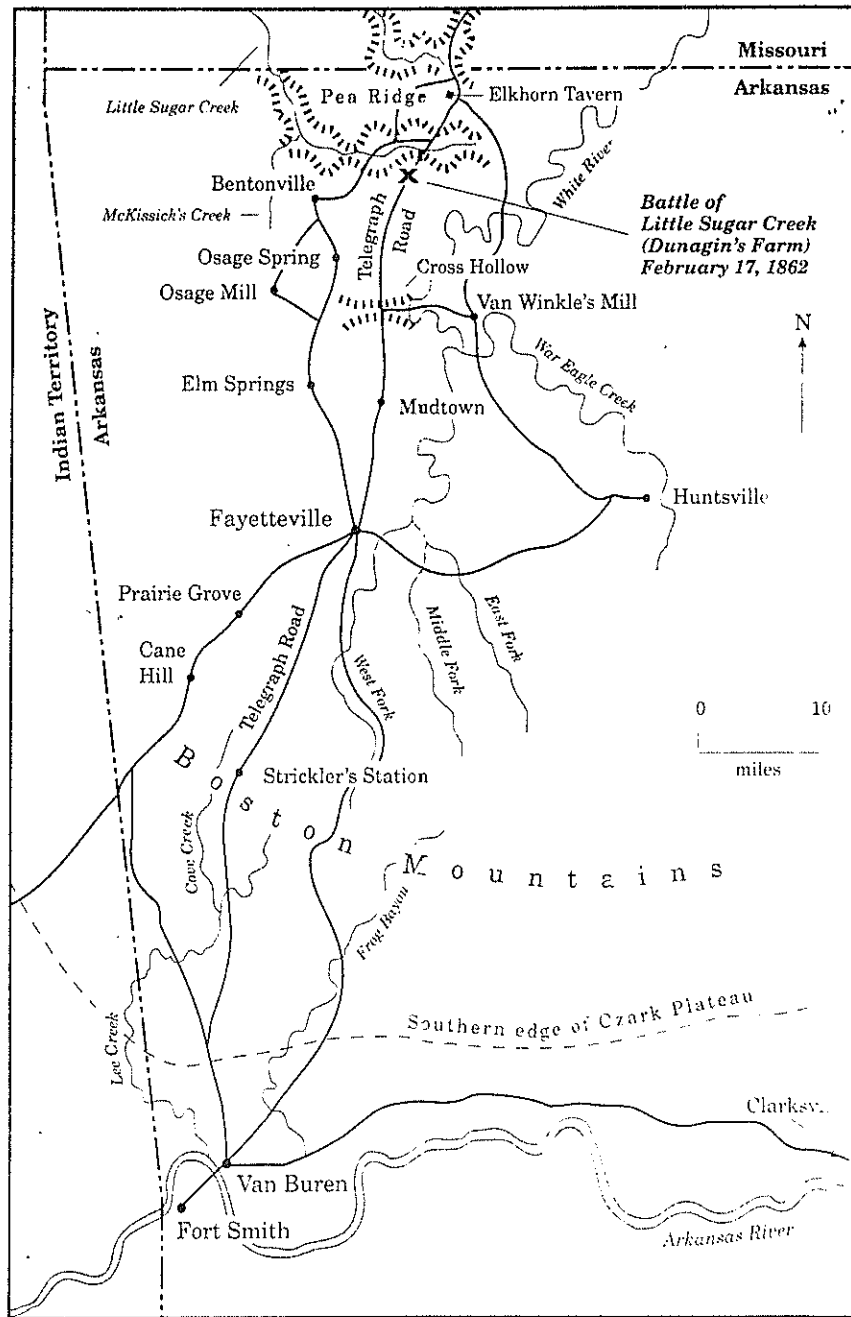 Missouri
Arkansas
Little Sugar Creek
Pea Ridge
Elkhorn Tavern
White River
Bentonville
McKissick's Creek
Telegraph
Road
Battle of
Little Sugar Creek
(Dunagin's Farm)
February 17, 1862
Osage Spring
Cross Hollow
Osage Mill
Van Winkle's Mill
N
War Eagle Creek
Indian Territory
Arkansas
Elm Springs
Mudtown
Huntsville
Fayetteville
Prairie Grove
Cane
Hill
Telegraph Road
West Fork
Middle Fork
East Fork
0 10
miles
Strickler's Station
Boston Mountains
Cove Creek
Frog Bayou
Southern edge of Ozark Plateau
Lee Creek
Van Buren
Fort Smith
Arkansas River